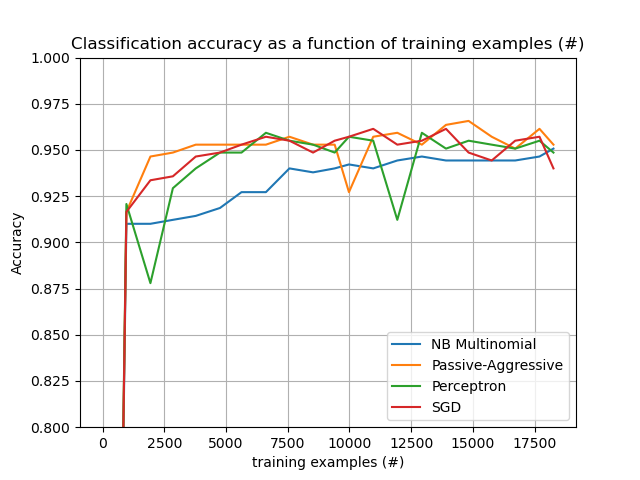 Classification accuracy as a function of training examples (#)
1.000
0.975
0.950
0.925
0.900
0.875
0.850
0.825
0.800
Accuracy
NB Multinomial
Passive-Aggressive
Perceptron
SGD
0 2500 5000 7500 10000 12500 15000 17500
training examples (#)